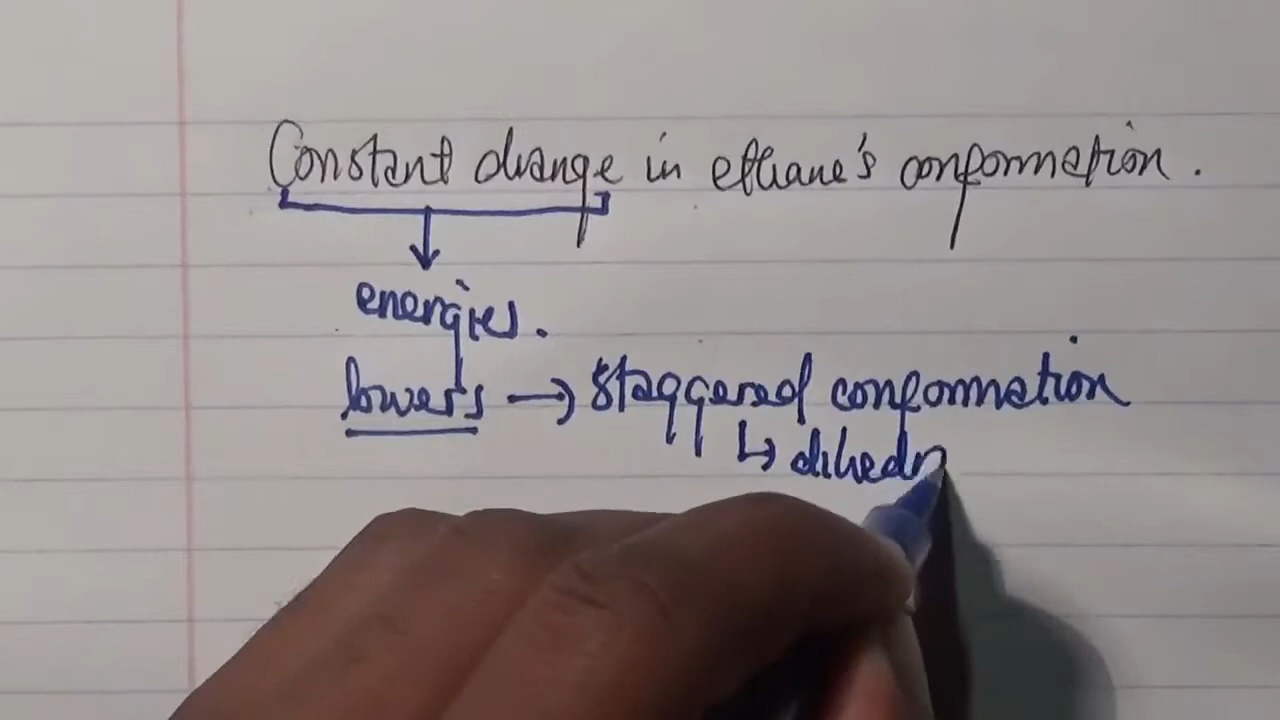 Constant change in ethane's conformation.
energies.
lowers → staggered conformation
↳ dihedr